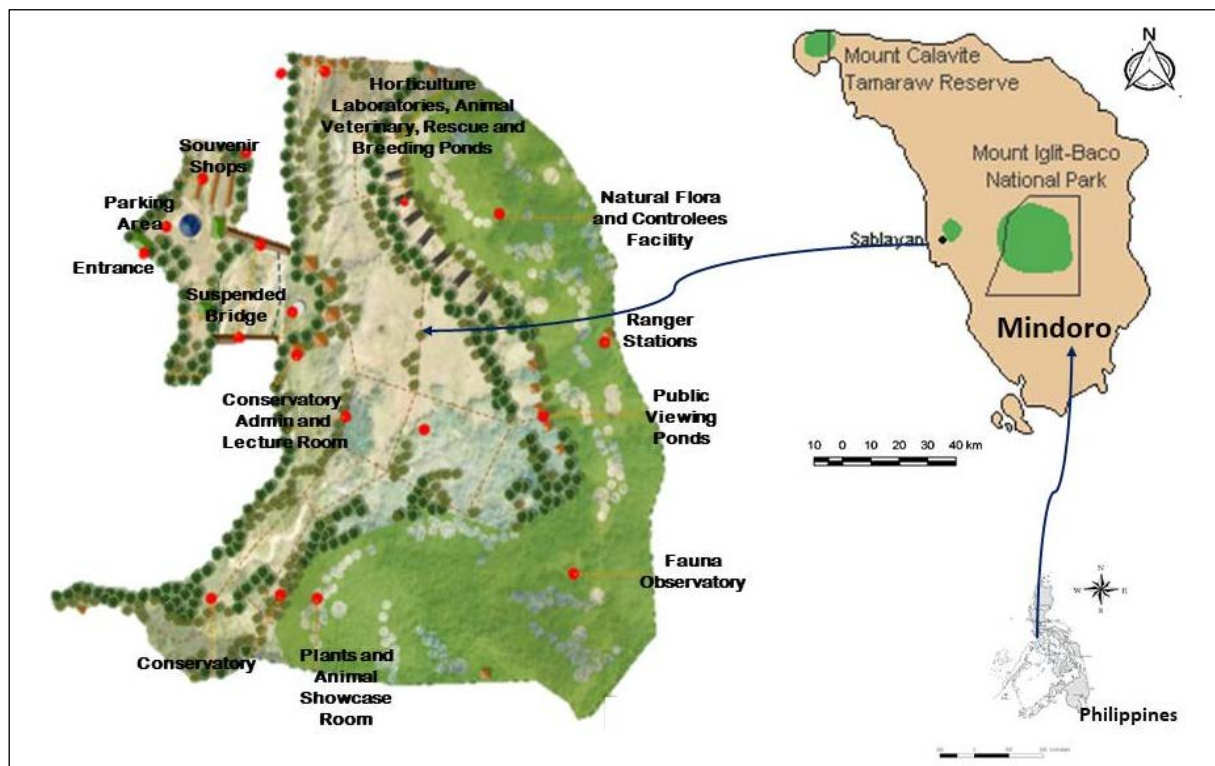 Horticulture
Laboratories, Animal
Veterinary, Rescue and
Breeding Ponds
Souvenir
Shops
Parking
Area
Entrance
Suspended
Bridge
Natural Flora
and Controlees
Facility
Ranger
Stations
Conservatory
Admin and
Lecture Room
Public
Viewing
Ponds
Fauna
Observatory
Conservatory
Plants and
Animal
Showcase
Room
N
Mount Calavite
Tamaraw Reserve
Mount Iglit-Baco
National Park
Sablayan
Mindoro
10 0 10 20 30 40 km
N
W E
S
Philippines